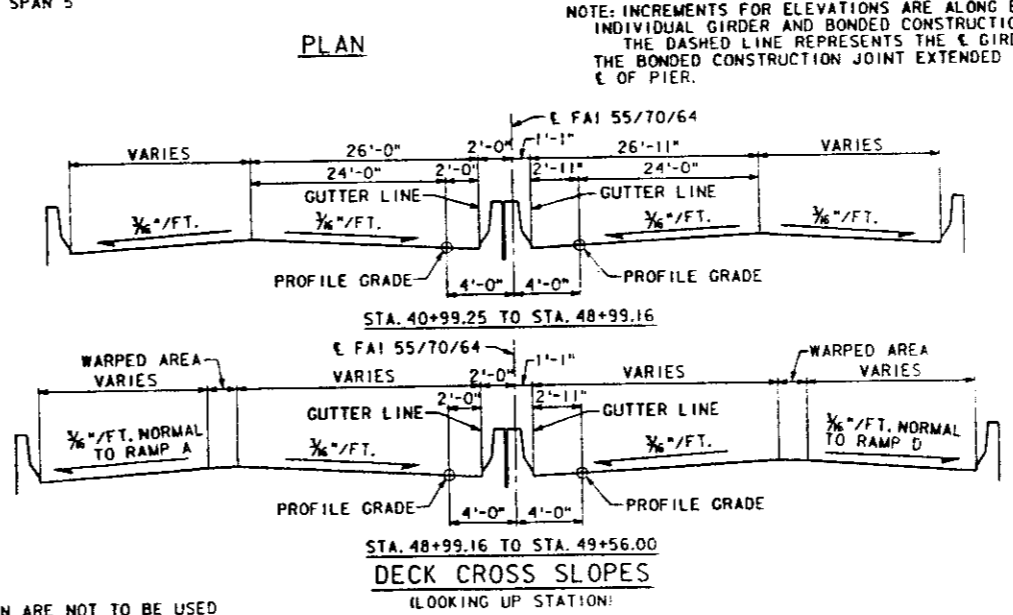 SPAN 5
NOTE: INCREMENTS FOR ELEVATIONS ARE ALONG
INDIVIDUAL GIRDER AND BONDED CONSTRUCTIO
THE DASHED LINE REPRESENTS THE ℄ GIRD
THE BONDED CONSTRUCTION JOINT EXTENDED
℄ OF PIER.
PLAN
℄ FAI 55/70/64
VARIES
26'-0"
2'-0"
1'-1"
26'-11"
VARIES
24'-0"
2'-0"
2'-11"
24'-0"
GUTTER LINE
GUTTER LINE
3/16"/FT.
3/16"/FT.
3/16"/FT.
3/16"/FT.
PROFILE GRADE
PROFILE GRADE
4'-0"
4'-0"
STA. 40+99.25 TO STA. 48+99.16
℄ FAI 55/70/64
1'-1"
WARPED AREA
WARPED AREA
VARIES
VARIES
2'-0"
VARIES
VARIES
2'-0"
2'-11"
GUTTER LINE
GUTTER LINE
3/16"/FT. NORMAL
TO RAMP A
3/16"/FT.
3/16"/FT.
3/16"/FT. NORMAL
TO RAMP D
PROFILE GRADE
PROFILE GRADE
4'-0"
4'-0"
STA. 48+99.16 TO STA. 49+56.00
DECK CROSS SLOPES
(LOOKING UP STATION)
N ARE NOT TO BE USED